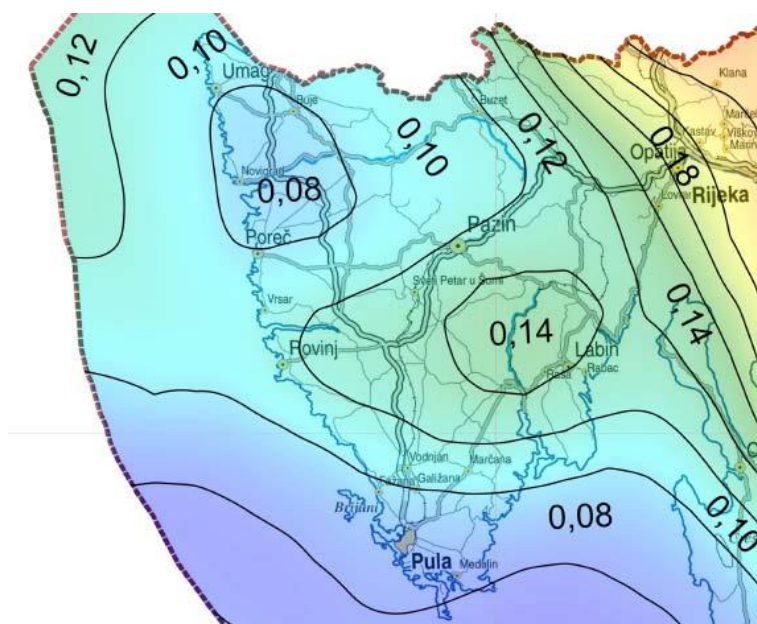 0,12
0,10
Umag
Buje
Buzet
Klana
0,10
0,12
Kastav
Opatija
0,18
Rijeka
Lovran
Novigrad
0,08
Poreč
Pazin
Sveti Petar u Šumi
Vrsar
0,14
0,14
Rovinj
Labin
Raša
Rabac
Vodnjan
Marčana
Fažana
Galižana
Brijuni
0,08
0,10
Pula
Medulin